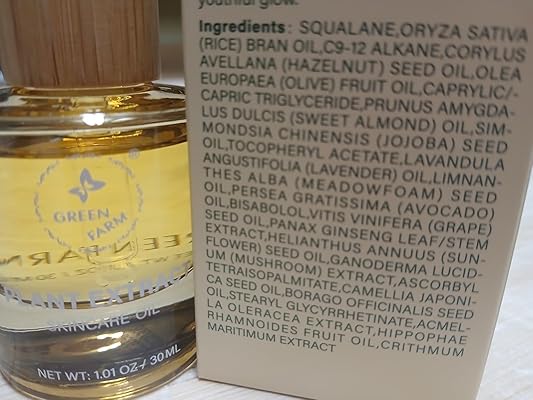 youthful glow.
Ingredients: SQUALANE,ORYZA SATIVA
(RICE) BRAN OIL,C9-12 ALKANE,CORYLUS
AVELLANA (HAZELNUT) SEED OIL,OLEA
EUROPAEA (OLIVE) FRUIT OIL,CAPRYLIC/-
CAPRIC TRIGLYCERIDE,PRUNUS AMYGDA-
LUS DULCIS (SWEET ALMOND) OIL,SIM-
MONDSIA CHINENSIS (JOJOBA) SEED
OIL,TOCOPHERYL ACETATE,LAVANDULA
ANGUSTIFOLIA (LAVENDER) OIL,LIMNAN-
THES ALBA (MEADOWFOAM) SEED
OIL,PERSEA GRATISSIMA (AVOCADO)
OIL,BISABOLOL,VITIS VINIFERA (GRAPE)
SEED OIL,PANAX GINSENG LEAF/STEM
EXTRACT,HELIANTHUS ANNUUS (SUN-
FLOWER) SEED OIL,GANODERMA LUCID-
UM (MUSHROOM) EXTRACT,ASCORBYL
TETRAISOPALMITATE,CAMELLIA JAPONI-
CA SEED OIL,BORAGO OFFICINALIS SEED
OIL,STEARYL GLYCYRRHETINATE,ACMEL-
LA OLERACEA EXTRACT,HIPPOPHAE
RHAMNOIDES FRUIT OIL,CRITHMUM
MARITIMUM EXTRACT
GREEN
FARM
®
PLANT EXTRACT
SKINCARE OIL
NET WT: 1.01 OZ / 30ML